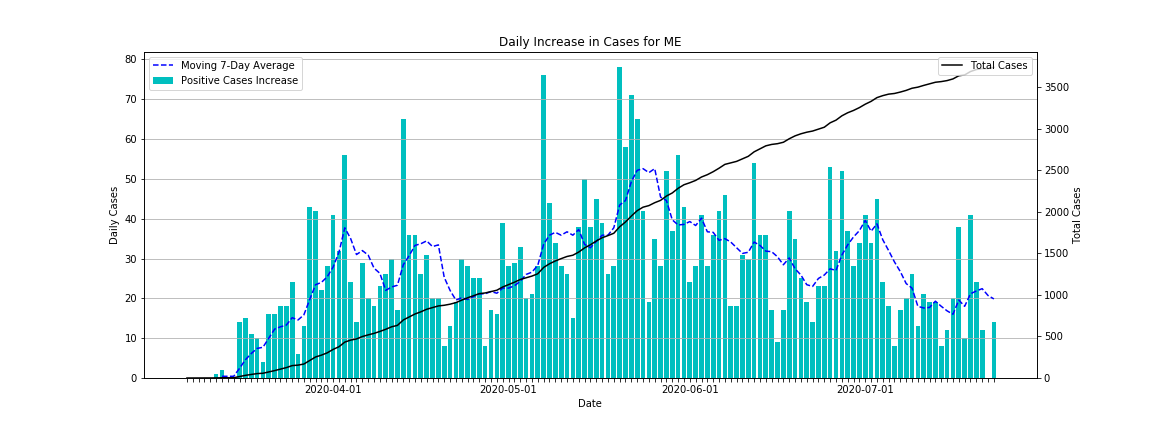 Daily Increase in Cases for ME
Moving 7-Day Average
Positive Cases Increase
Total Cases
Daily Cases
80
70
60
50
40
30
20
10
0
3500
3000
2500
2000
1500
1000
500
0
Total Cases
2020-04-01 2020-05-01 2020-06-01 2020-07-01
Date